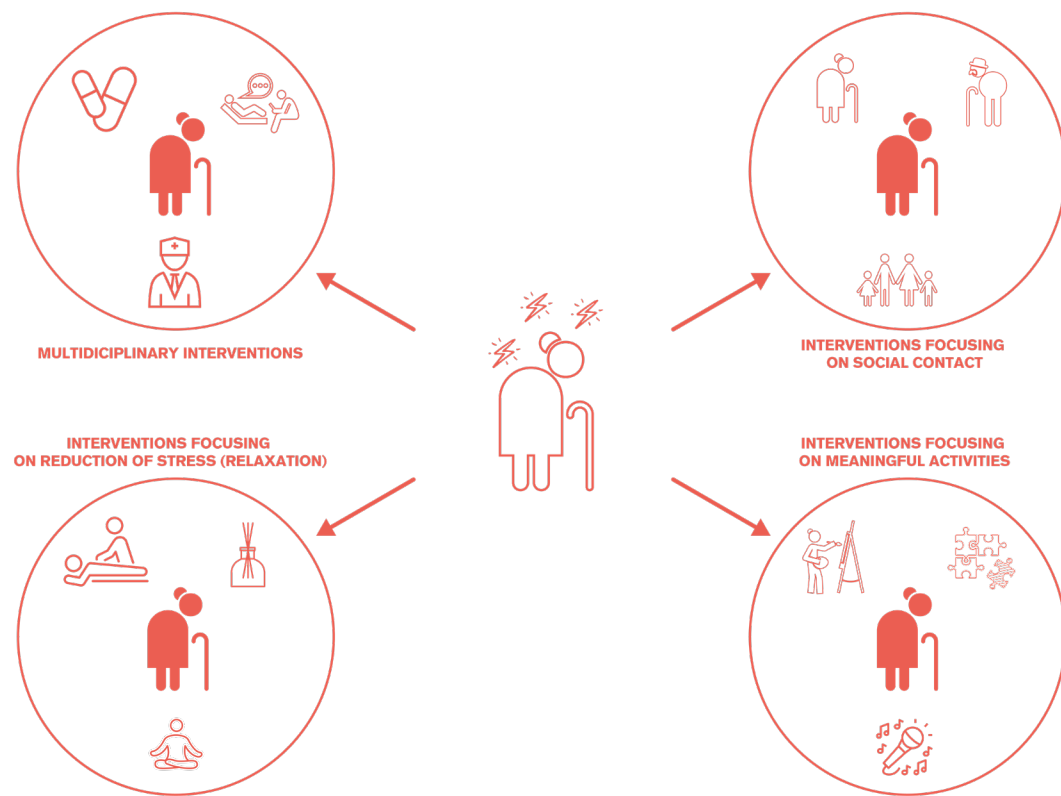 MULTIDICIPLINARY INTERVENTIONS
INTERVENTIONS FOCUSING
ON SOCIAL CONTACT
INTERVENTIONS FOCUSING
ON REDUCTION OF STRESS (RELAXATION)
INTERVENTIONS FOCUSING
ON MEANINGFUL ACTIVITIES